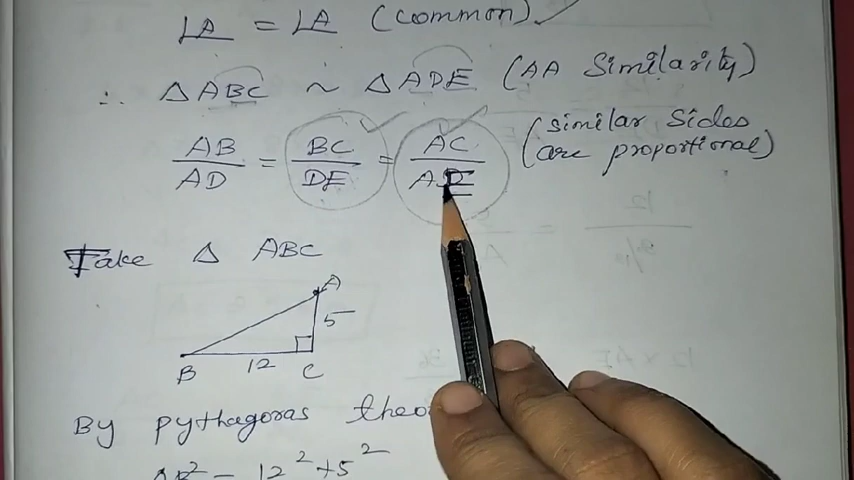 ∠A = ∠A (common) ✓
∴ △ABC ~ △ADE (AA Similarity)
AB/AD = BC/DE = AC/AE (similar sides are proportional)
Take △ ABC
A
5
B 12 C
By pythagoras theo
AB² = 12² + 5²